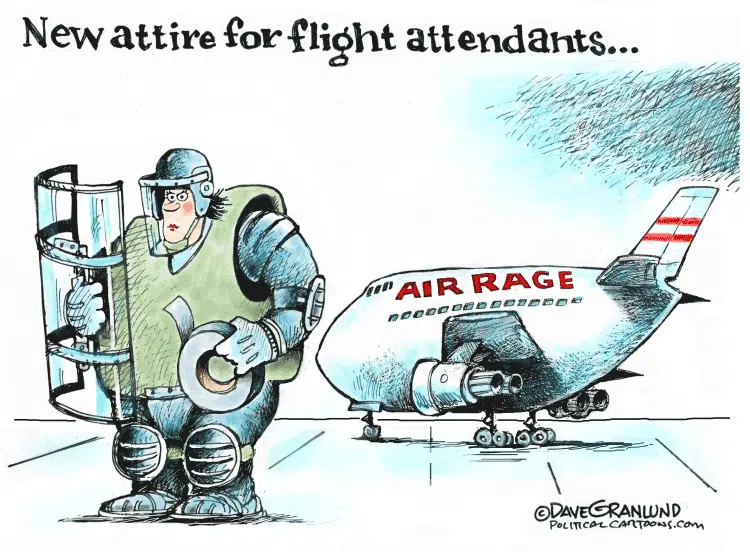 New attire for flight attendants...
AIR RAGE
©DAVEGRANLUND
POLITICALCARTOONS.com